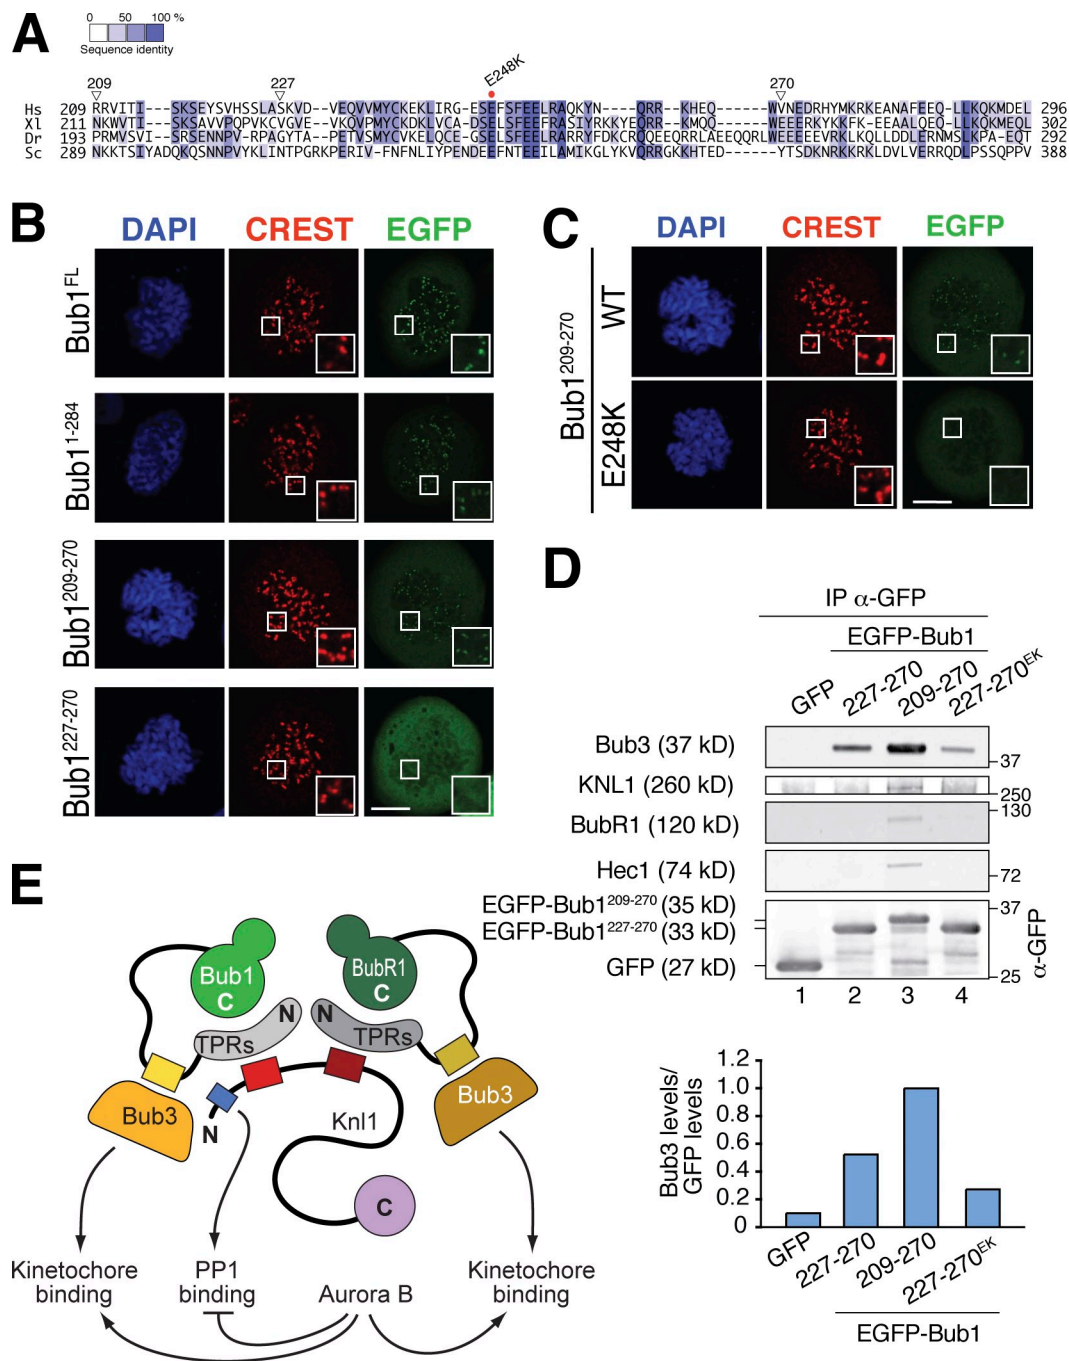 A
0 50 100 %
Sequence identity
E248K
209 227 270
Hs 209 RRVITI---SKSEYSVHSSLASKVD--VEQVVMYCKEKLIRG-ESEFSFEELRAQKYN----QRR--KHEQ------WVNEDRHYMKRKEANAFEEQ-LLKQKMDEL 296
Xl 211 NKWVTI---SKSAVVPQPVKCVGVE--VKQVPMYCKDKLVCA-DSELSFEEFRASIYRKKYEQRR--KMQQ------WEEERKYKKFK-EEAALQEQ-LLKQKMEQL 302
Dr 193 PRMVSVI--SRSENNPV-RPAGYTA-PETVSMYCVKELQCE-GSELSFEELRARRYFDKCRQQEEQRRLAEEQQRLWEEEEEVRRLKQLLDDLERNMSLKPA-EQT 292
Sc 289 NKKTSIYADQKQSNNPVYKLINTPGRKPERIV-FNFNLIYPENDEEFNTEEILAMIKGLYKVQRRGKKHTED-----YTSDKNRKKRKLDVLVERRQDLPSSQPPV 388
B
DAPI CREST EGFP
Bub1FL
Bub11-284
Bub1209-270
Bub1227-270
C
DAPI CREST EGFP
Bub1209-270
WT
E248K
D
IP α-GFP
EGFP-Bub1
GFP 227-270 209-270 227-270EK
Bub3 (37 kD) 37
KNL1 (260 kD) 250
BubR1 (120 kD) 130
Hec1 (74 kD) 72
EGFP-Bub1209-270 (35 kD) 37
EGFP-Bub1227-270 (33 kD)
GFP (27 kD) 25
α-GFP
1 2 3 4
Bub3 levels/
GFP levels
1.2
1.0
0.8
0.6
0.4
0.2
0
GFP 227-270 209-270 227-270EK
EGFP-Bub1
E
Bub1 C
BubR1 C
N N
TPRs TPRs
Bub3 Bub3
N
Knl1
C
Kinetochore
binding
PP1
binding
Aurora B
Kinetochore
binding